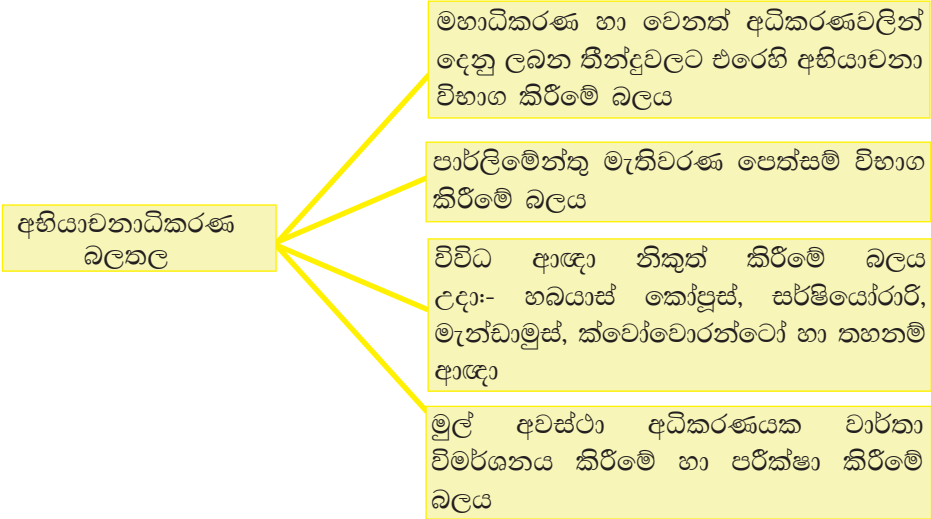 අභියාචනාධිකරණ
බලතල
මහාධිකරණ හා වෙනත් අධිකරණවලින්
දෙනු ලබන තීන්දුවලට එරෙහි අභියාචනා
විභාග කිරීමේ බලය
පාර්ලිමේන්තු මැතිවරණ පෙත්සම් විභාග
කිරීමේ බලය
විවිධ ආඥා නිකුත් කිරීමේ බලය
උදාඃ- හබයාස් කෝපූස්, සර්ෂියෝරාරි,
මැන්ඩාමුස්, ක්වෝවොරන්ටෝ හා තහනම්
ආඥා
මුල් අවස්ථා අධිකරණයක වාර්තා
විමර්ශනය කිරීමේ හා පරීක්ෂා කිරීමේ
බලය